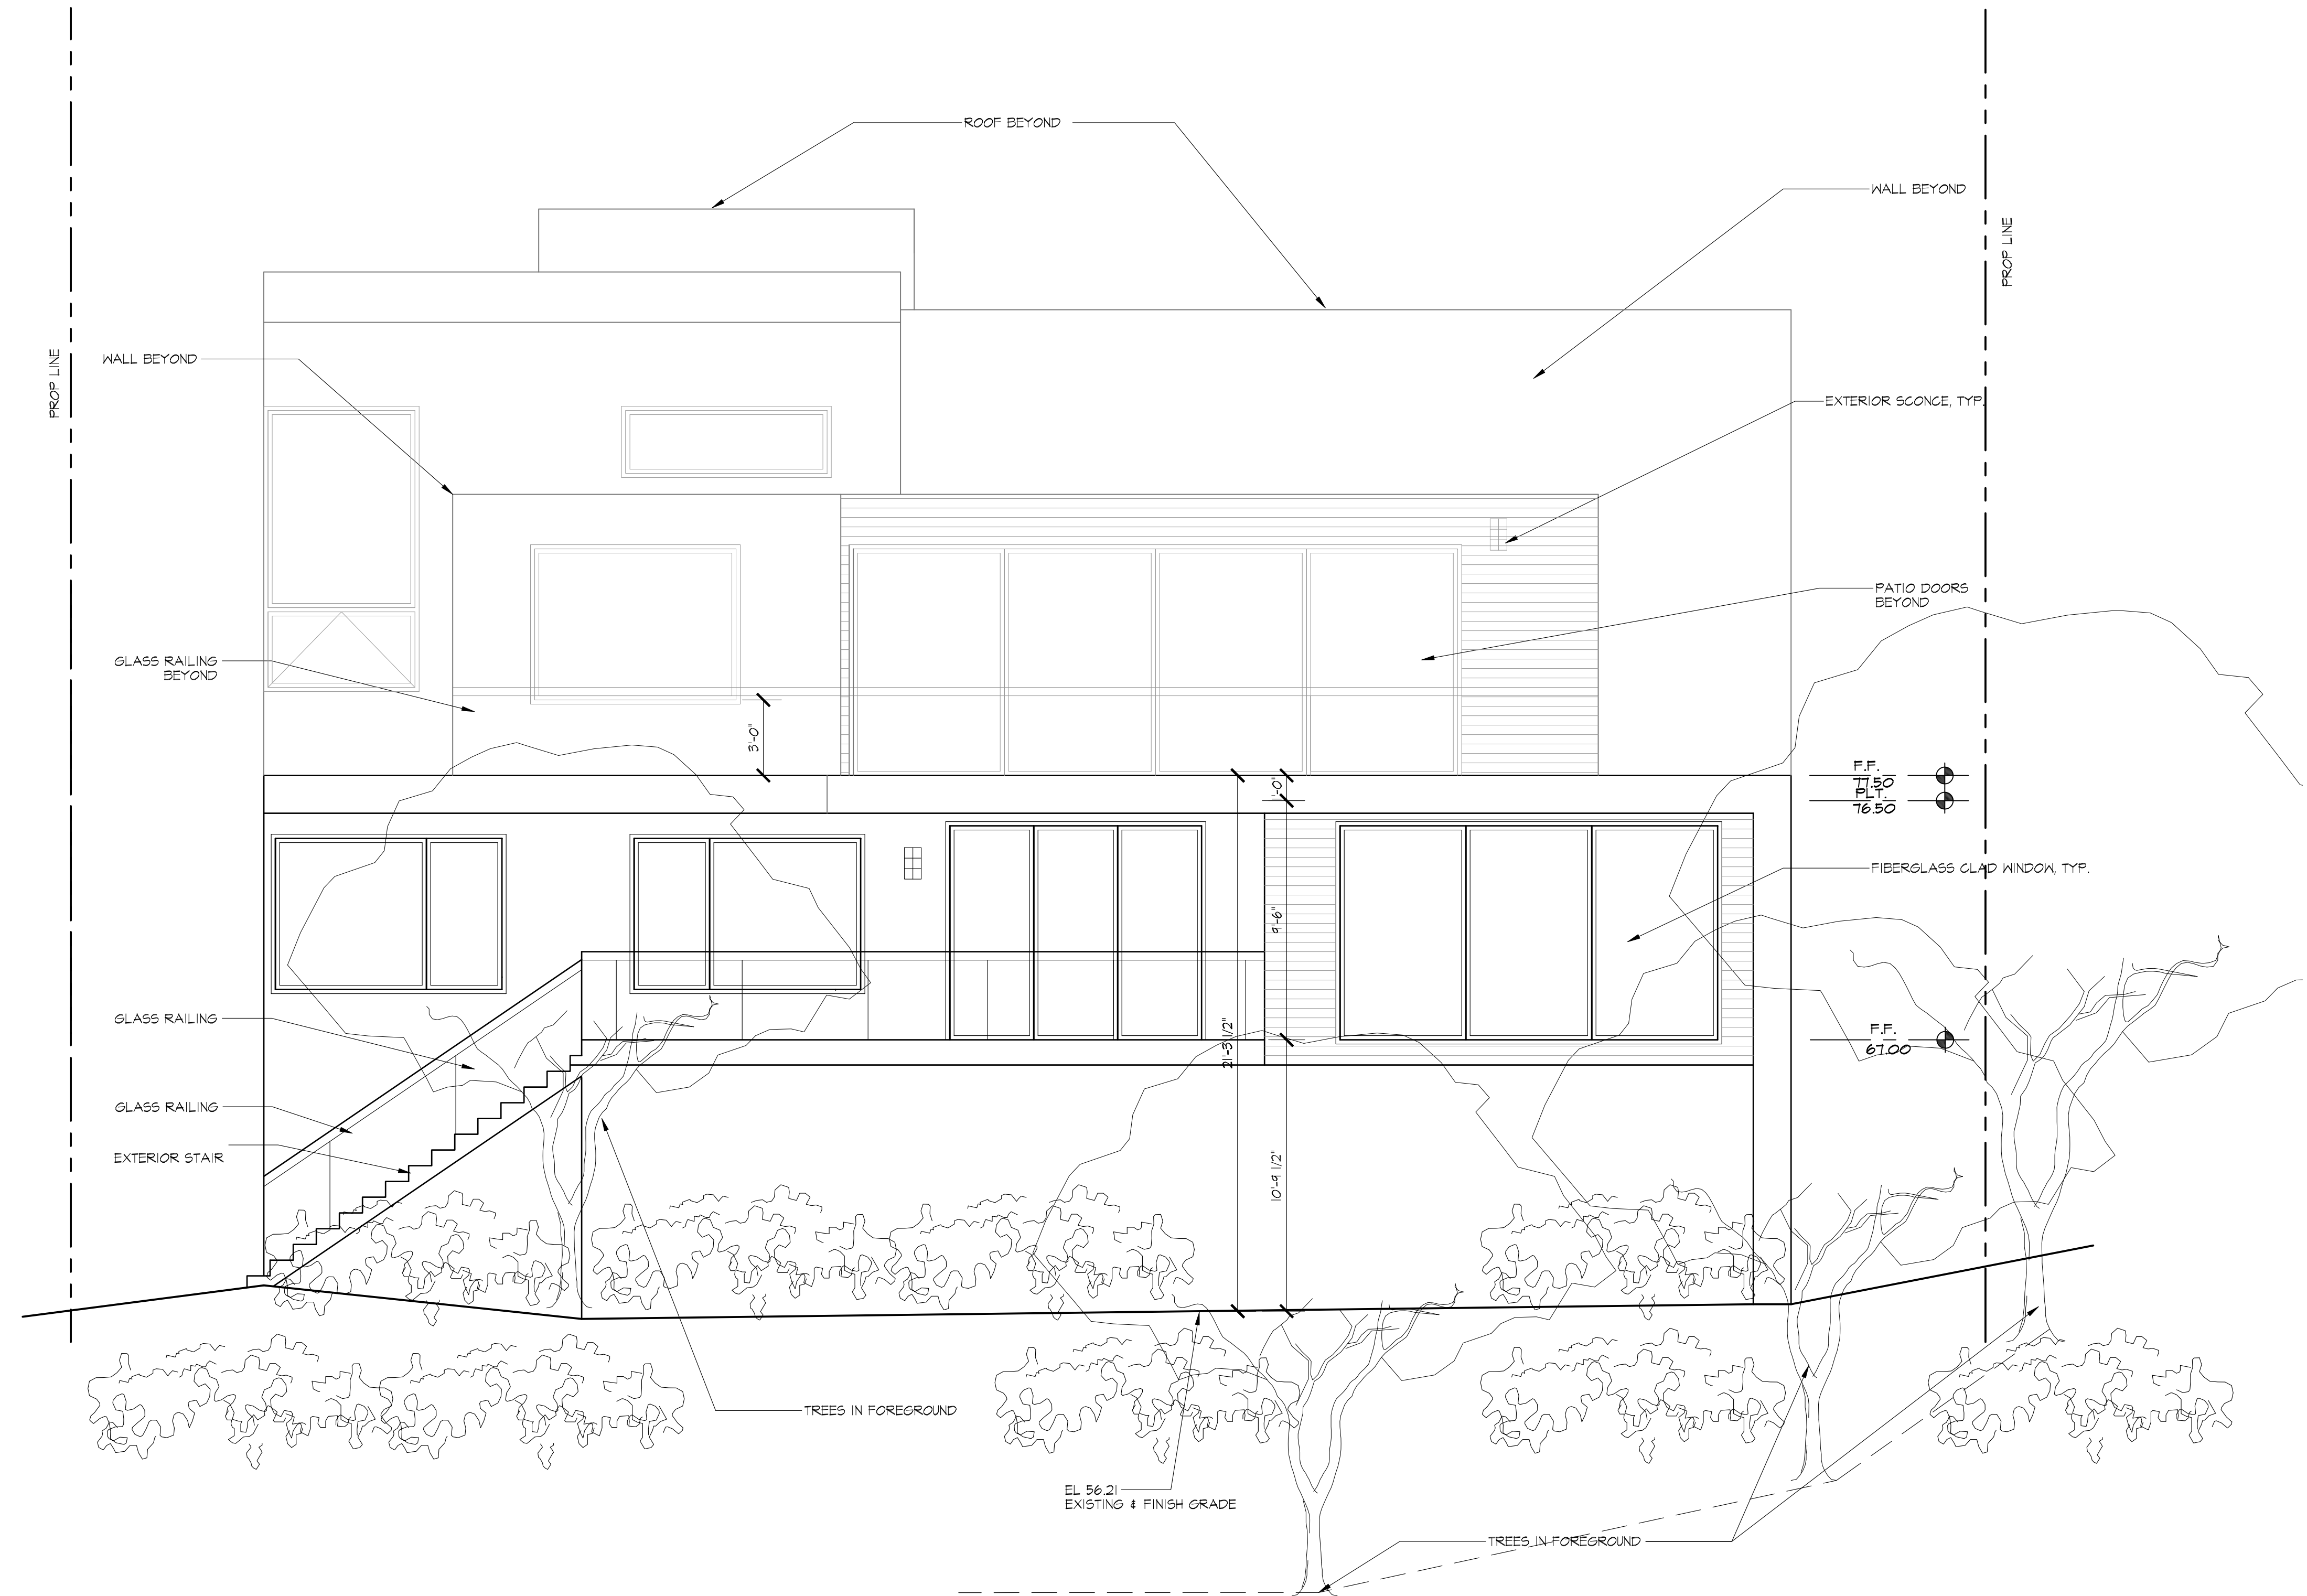 ROOF BEYOND
WALL BEYOND
PROP LINE
PROP LINE
WALL BEYOND
EXTERIOR SCONCE, TYP.
PATIO DOORS
BEYOND
GLASS RAILING
BEYOND
3'-0"
1'-0"
F.F.
77.50
PLT.
76.50
FIBERGLASS CLAD WINDOW, TYP.
9'-6"
GLASS RAILING
21'-3 1/2"
F.F.
67.00
GLASS RAILING
EXTERIOR STAIR
10'-9 1/2"
TREES IN FOREGROUND
EL 56.21
EXISTING & FINISH GRADE
TREES IN FOREGROUND